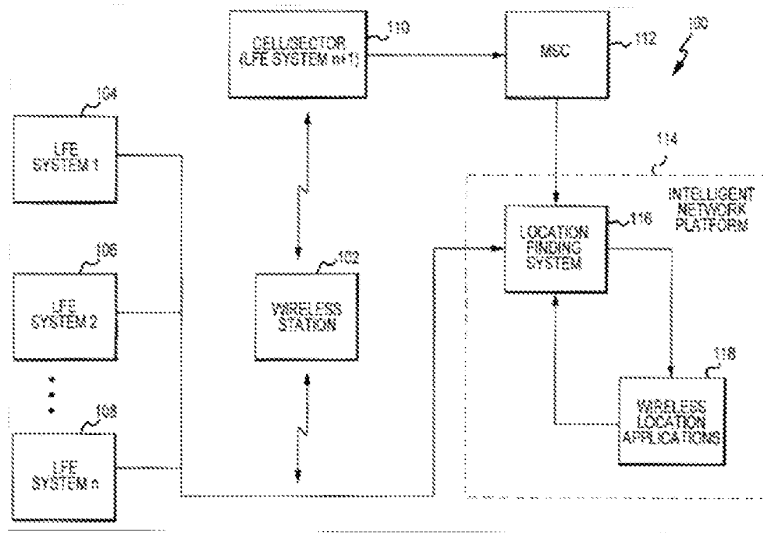 110
CELL/SECTOR
(LFE SYSTEM n+1)
MSC
112
100
104
LFE
SYSTEM 1
114
INTELLIGENT
NETWORK
PLATFORM
LOCATION
FINDING
SYSTEM
116
106
LFE
SYSTEM 2
102
WIRELESS
STATION
118
WIRELESS
LOCATION
APPLICATIONS
108
LFE
SYSTEM n